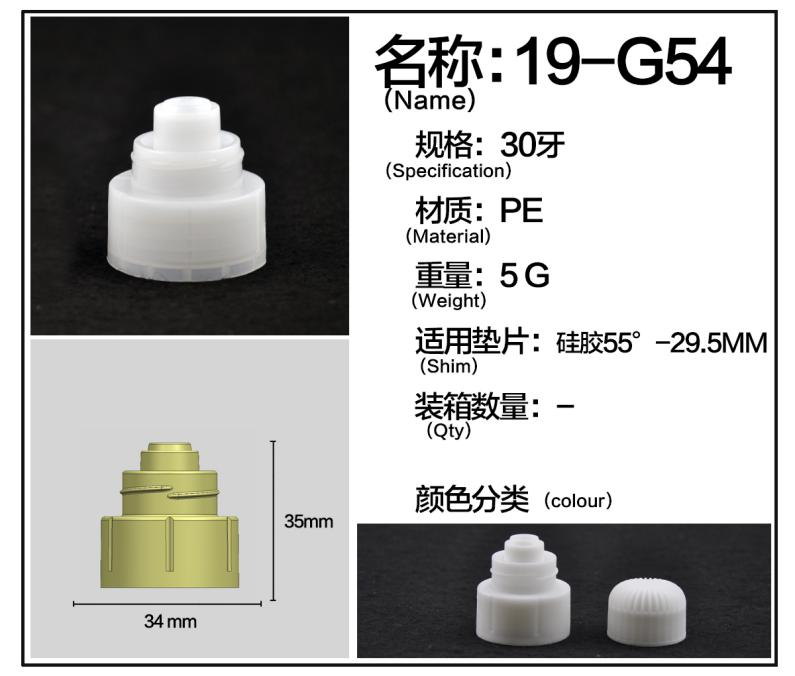 名称：19-G54
(Name)
规格：30牙
(Specification)
材质：PE
(Material)
重量：5G
(Weight)
适用垫片：硅胶55° -29.5MM
(Shim)
装箱数量：-
(Qty)
颜色分类 (colour)
35mm
34mm